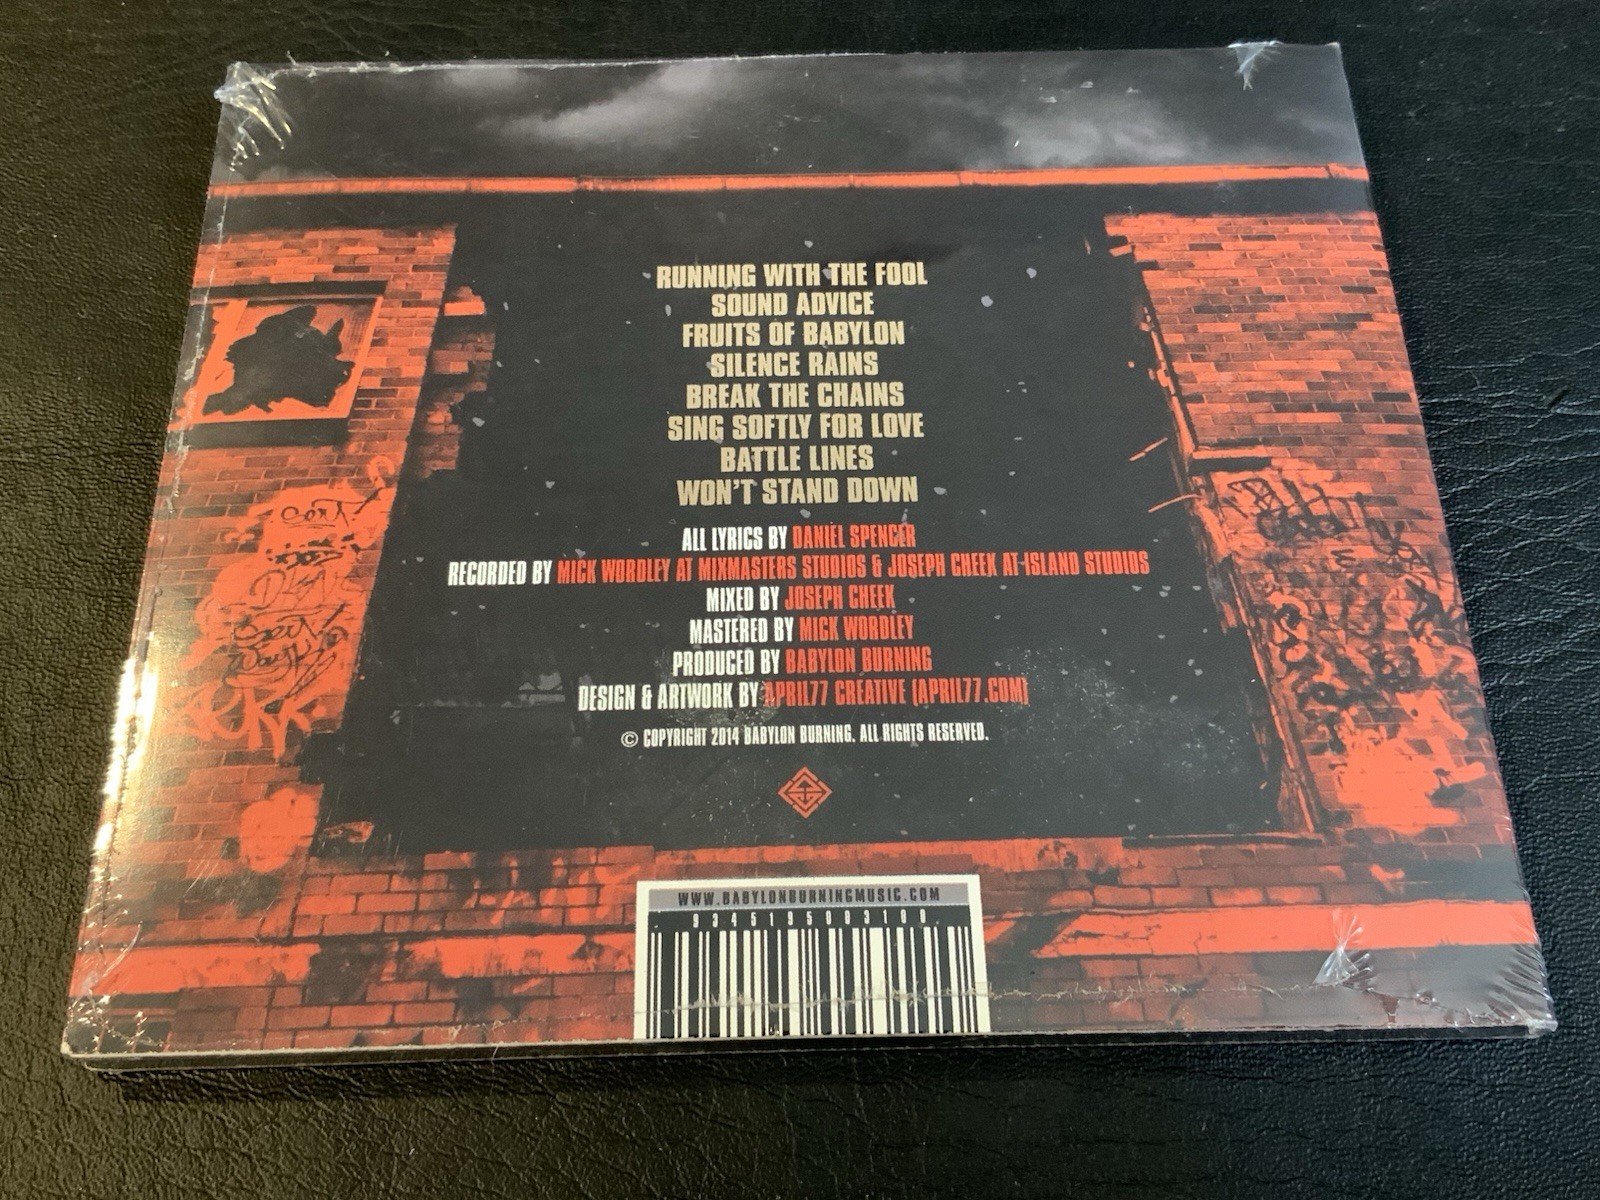 RUNNING WITH THE FOOL
SOUND ADVICE
FRUITS OF BABYLON
SILENCE RAINS
BREAK THE CHAINS
SING SOFTLY FOR LOVE
BATTLE LINES
WON'T STAND DOWN
ALL LYRICS BY DANIEL SPENCER
RECORDED BY MICK WORDLEY AT MIXMASTERS STUDIOS & JOSEPH CHEEK AT ISLAND STUDIOS
MIXED BY JOSEPH CHEEK
MASTERED BY MICK WORDLEY
PRODUCED BY BABYLON BURNING
DESIGN & ARTWORK BY APRIL77 CREATIVE (APRIL77.COM)
© COPYRIGHT 2014 BABYLON BURNING. ALL RIGHTS RESERVED.
WWW.BABYLONBURNINGMUSIC.COM
9345195003100